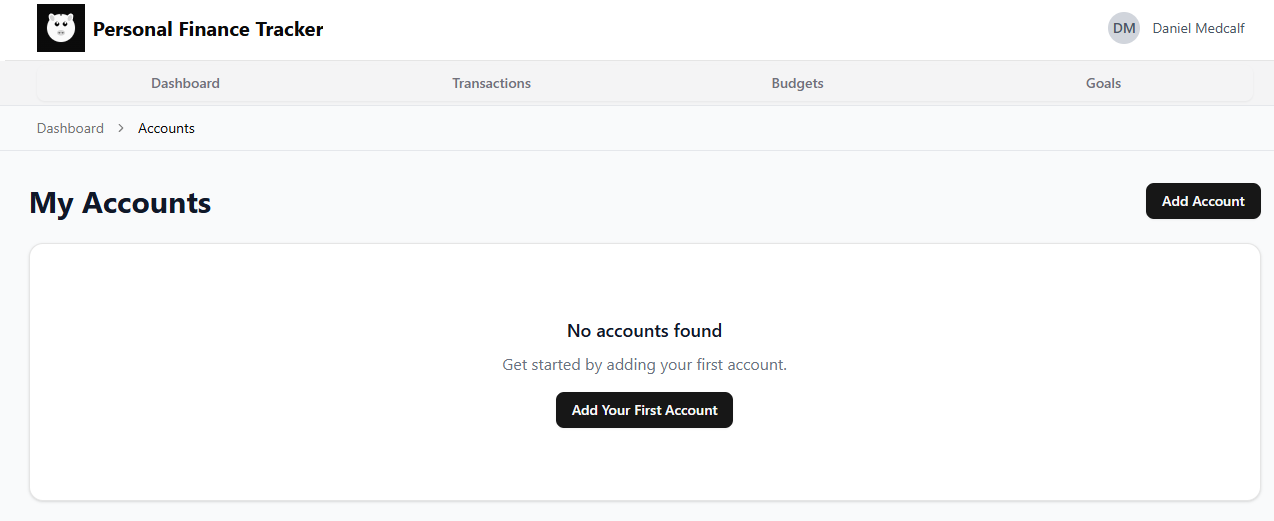 Personal Finance Tracker
DM Daniel Medcalf
Dashboard Transactions Budgets Goals
Dashboard > Accounts
My Accounts
Add Account
No accounts found
Get started by adding your first account.
Add Your First Account